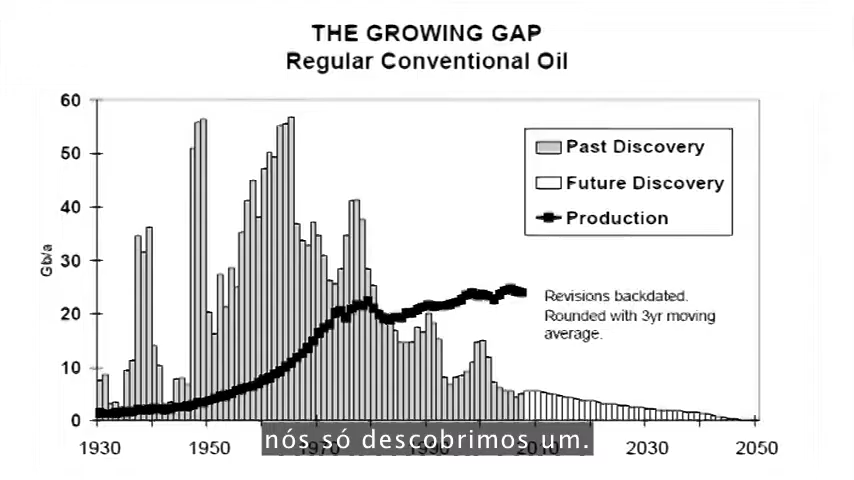 THE GROWING GAP
Regular Conventional Oil
60
50
40
30
20
10
0
Gb/a
Past Discovery
Future Discovery
Production
Revisions backdated.
Rounded with 3yr moving
average.
1930 1950 1970 1990 2010 2030 2050
nós só descobrimos um.